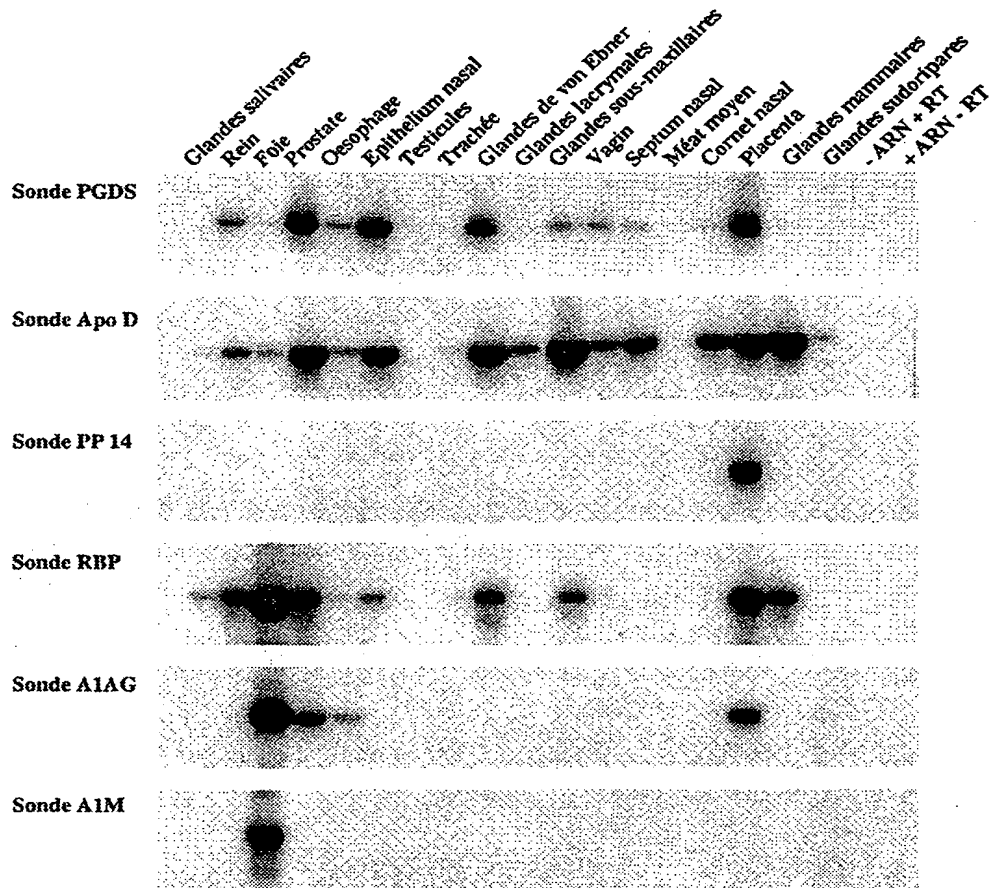 Glandes salivaires
Rein
Foie
Prostate
Oesophage
Epithelium nasal
Testicules
Trachée
Glandes de von Ebner
Glandes lacrymales
Glandes sous-maxillaires
Vagin
Septum nasal
Méat moyen
Cornet nasal
Placenta
Glandes mammaires
Glandes sudoripares
- ARN + RT
+ ARN - RT
Sonde PGDS
Sonde Apo D
Sonde PP 14
Sonde RBP
Sonde A1AG
Sonde A1M